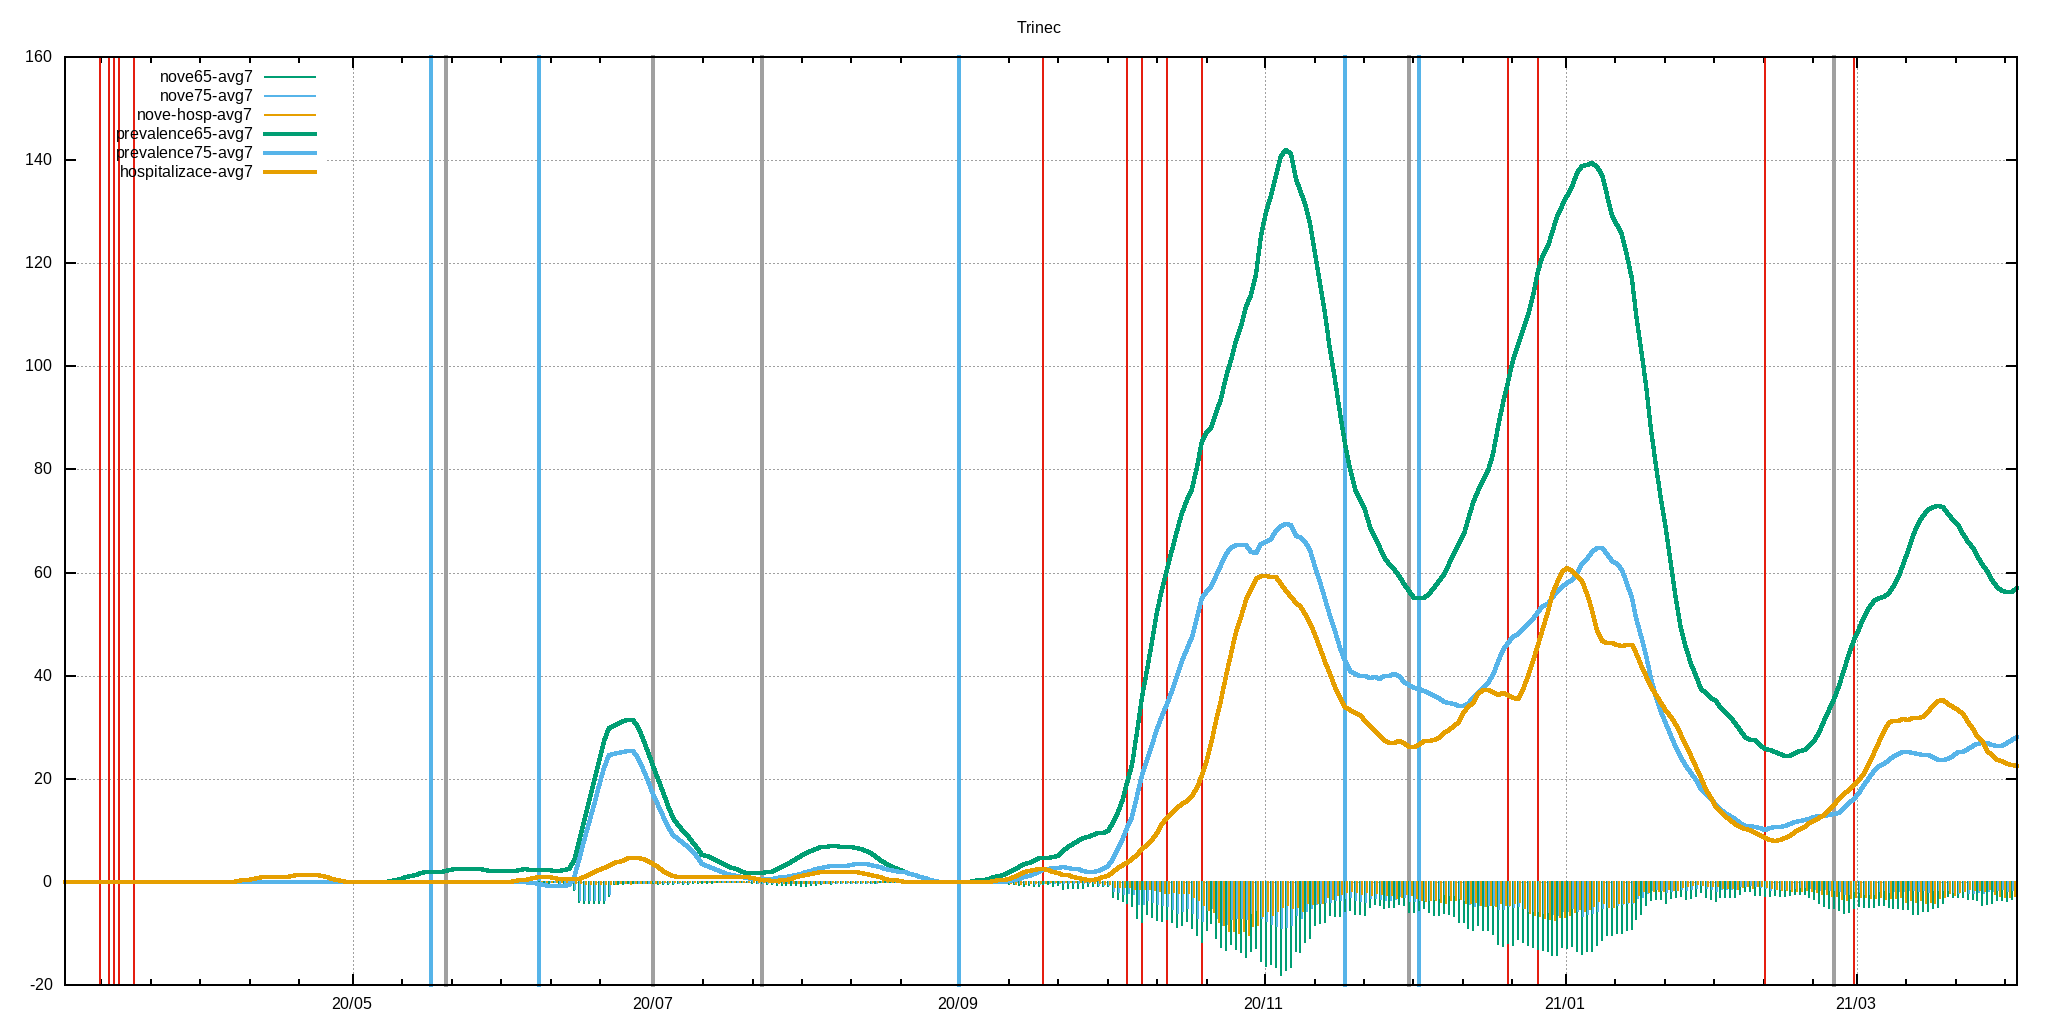 Trinec
160
140
120
100
80
60
40
20
0
-20
nove65-avg7
nove75-avg7
nove-hosp-avg7
prevalence65-avg7
prevalence75-avg7
hospitalizace-avg7
20/05
20/07
20/09
20/11
21/01
21/03